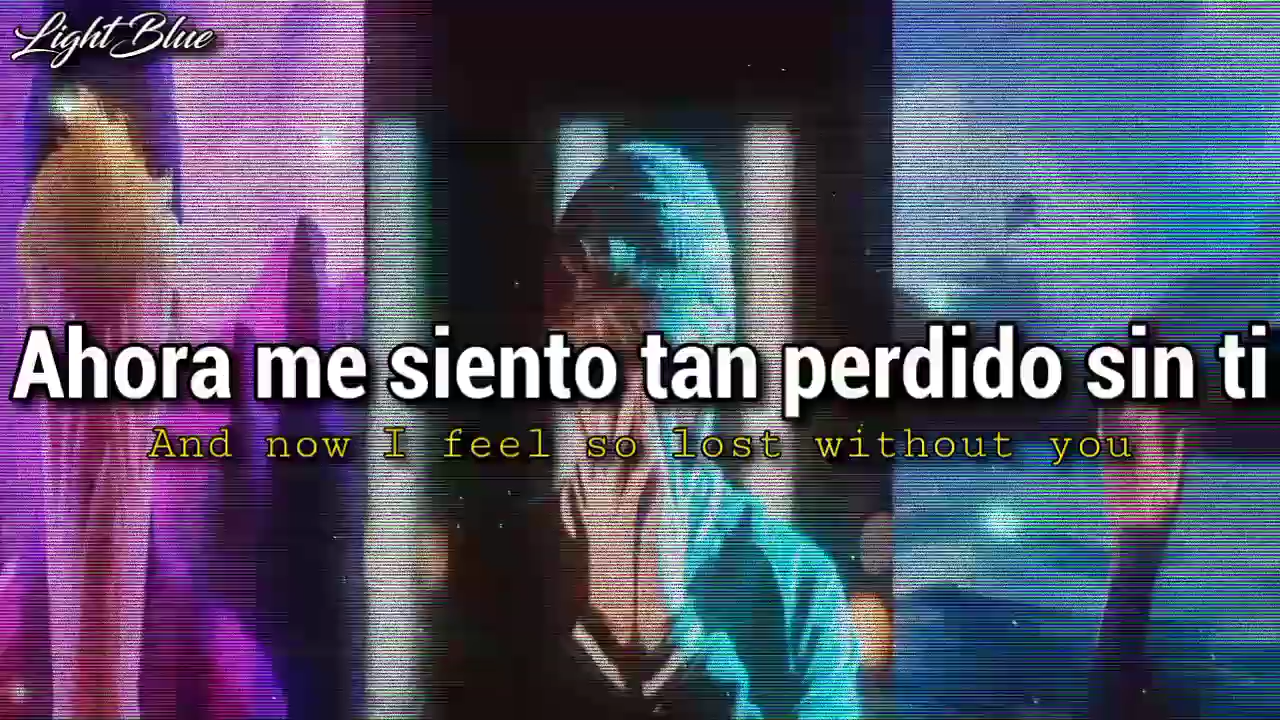 Light Blue
Ahora me siento tan perdido sin ti
And now I feel so lost without you